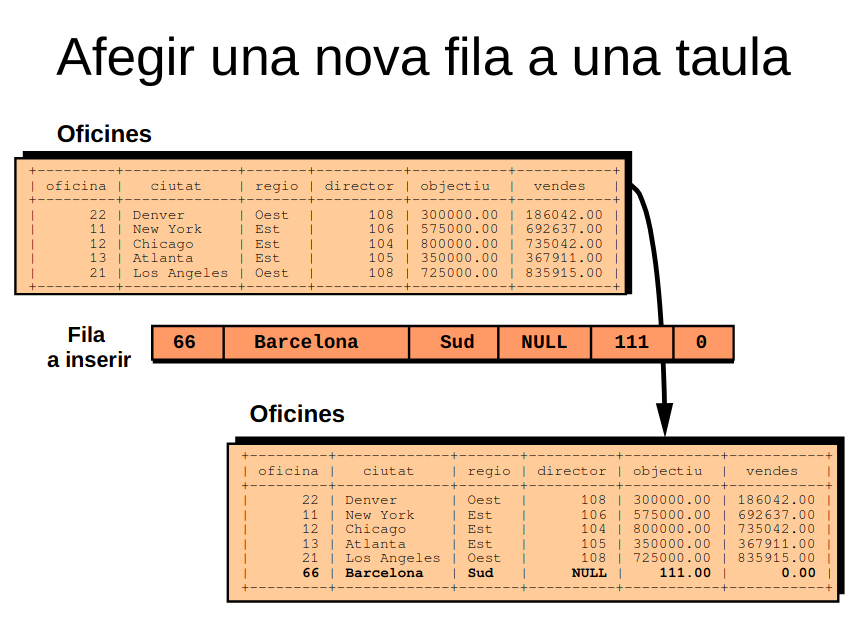 Afegir una nova fila a una taula
Oficines
+---------+-------------+-------+----------+-----------+-----------+
| oficina |   ciutat    | regio | director | objectiu  |  vendes   |
+---------+-------------+-------+----------+-----------+-----------+
|      22 | Denver      | Oest  |      108 | 300000.00 | 186042.00 |
|      11 | New York    | Est   |      106 | 575000.00 | 692637.00 |
|      12 | Chicago     | Est   |      104 | 800000.00 | 735042.00 |
|      13 | Atlanta     | Est   |      105 | 350000.00 | 367911.00 |
|      21 | Los Angeles | Oest  |      108 | 725000.00 | 835915.00 |
+---------+-------------+-------+----------+-----------+-----------+
Fila
a inserir
66 Barcelona Sud NULL 111 0
Oficines
+---------+-------------+-------+----------+-----------+-----------+
| oficina |   ciutat    | regio | director | objectiu  |  vendes   |
+---------+-------------+-------+----------+-----------+-----------+
|      22 | Denver      | Oest  |      108 | 300000.00 | 186042.00 |
|      11 | New York    | Est   |      106 | 575000.00 | 692637.00 |
|      12 | Chicago     | Est   |      104 | 800000.00 | 735042.00 |
|      13 | Atlanta     | Est   |      105 | 350000.00 | 367911.00 |
|      21 | Los Angeles | Oest  |      108 | 725000.00 | 835915.00 |
|      66 | Barcelona   | Sud   |     NULL |    111.00 |      0.00 |
+---------+-------------+-------+----------+-----------+-----------+